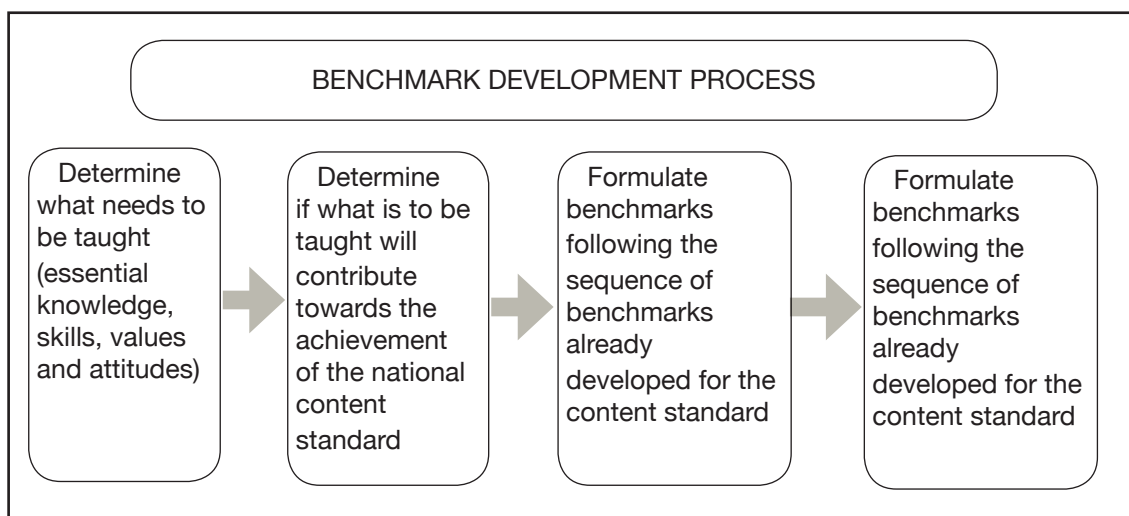 BENCHMARK DEVELOPMENT PROCESS
Determine
what needs to
be taught
(essential
knowledge,
skills, values
and attitudes)
Determine
if what is to be
taught will
contribute
towards the
achievement
of the national
content
standard
Formulate
benchmarks
following the
sequence of
benchmarks
already
developed for the
content standard
Formulate
benchmarks
following the
sequence of
benchmarks
already
developed for the
content standard